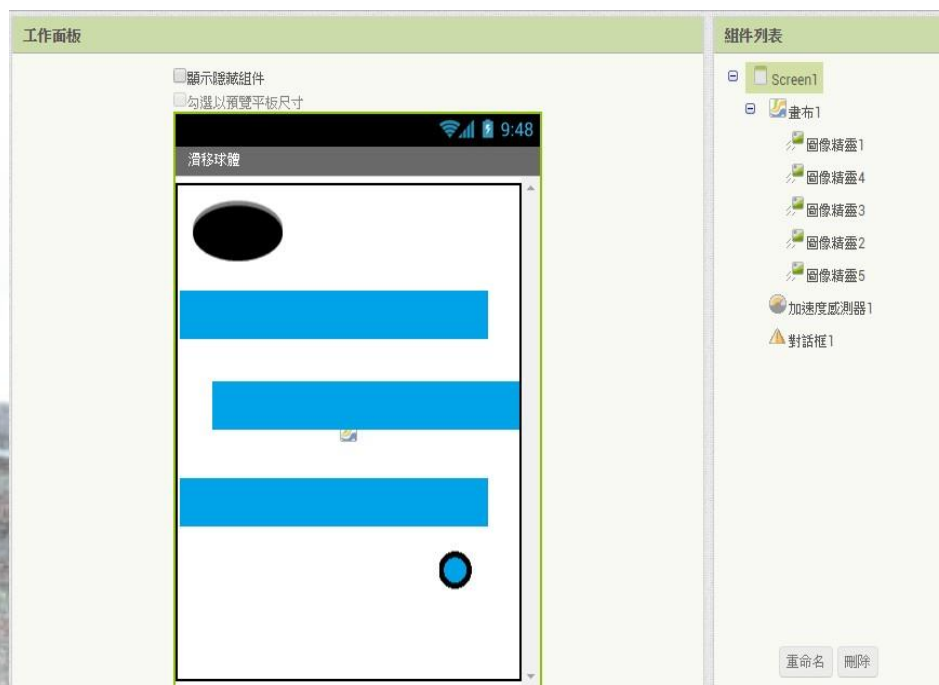 工作面板
顯示隱藏組件
勾選以預覽平板尺寸
9:48
滑移球體
組件列表
Screen1
畫布1
圖像精靈1
圖像精靈4
圖像精靈3
圖像精靈2
圖像精靈5
加速度感測器1
對話框1
重命名 刪除